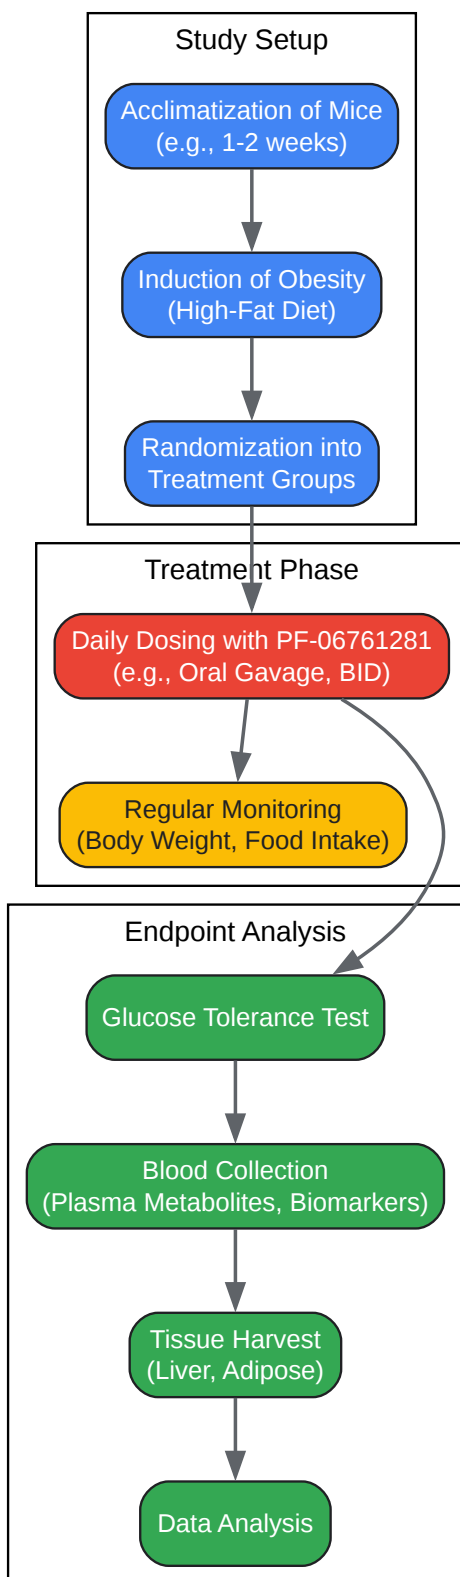 Study Setup
Acclimatization of Mice
(e.g., 1-2 weeks)
Induction of Obesity
(High-Fat Diet)
Randomization into
Treatment Groups
Treatment Phase
Daily Dosing with PF-06761281
(e.g., Oral Gavage, BID)
Regular Monitoring
(Body Weight, Food Intake)
Endpoint Analysis
Glucose Tolerance Test
Blood Collection
(Plasma Metabolites, Biomarkers)
Tissue Harvest
(Liver, Adipose)
Data Analysis